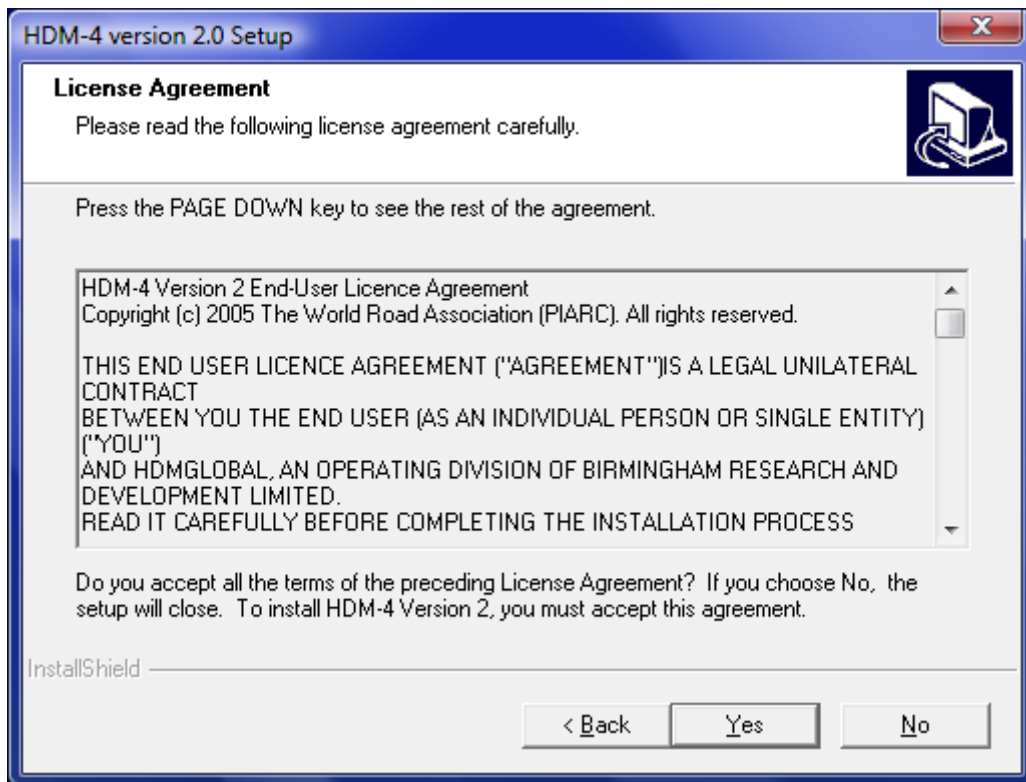 HDM-4 version 2.0 Setup
License Agreement
Please read the following license agreement carefully.
Press the PAGE DOWN key to see the rest of the agreement.
HDM-4 Version 2 End-User Licence Agreement
Copyright (c) 2005 The World Road Association (PIARC). All rights reserved.
THIS END USER LICENCE AGREEMENT ("AGREEMENT")IS A LEGAL UNILATERAL
CONTRACT
BETWEEN YOU THE END USER (AS AN INDIVIDUAL PERSON OR SINGLE ENTITY)
("YOU")
AND HDMGLOBAL, AN OPERATING DIVISION OF BIRMINGHAM RESEARCH AND
DEVELOPMENT LIMITED.
READ IT CAREFULLY BEFORE COMPLETING THE INSTALLATION PROCESS
Do you accept all the terms of the preceding License Agreement?  If you choose No,  the
setup will close.  To install HDM-4 Version 2, you must accept this agreement.
InstallShield
< Back
Yes
No